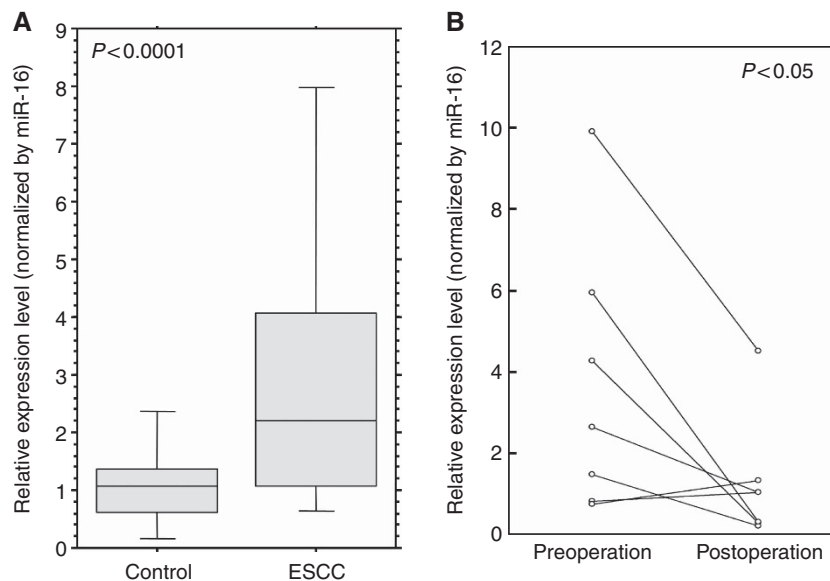 A
P<0.0001
Relative expression level (normalized by miR-16)
9
8
7
6
5
4
3
2
1
0
Control
ESCC
B
P<0.05
Relative expression level (normalized by miR-16)
12
10
8
6
4
2
0
Preoperation
Postoperation